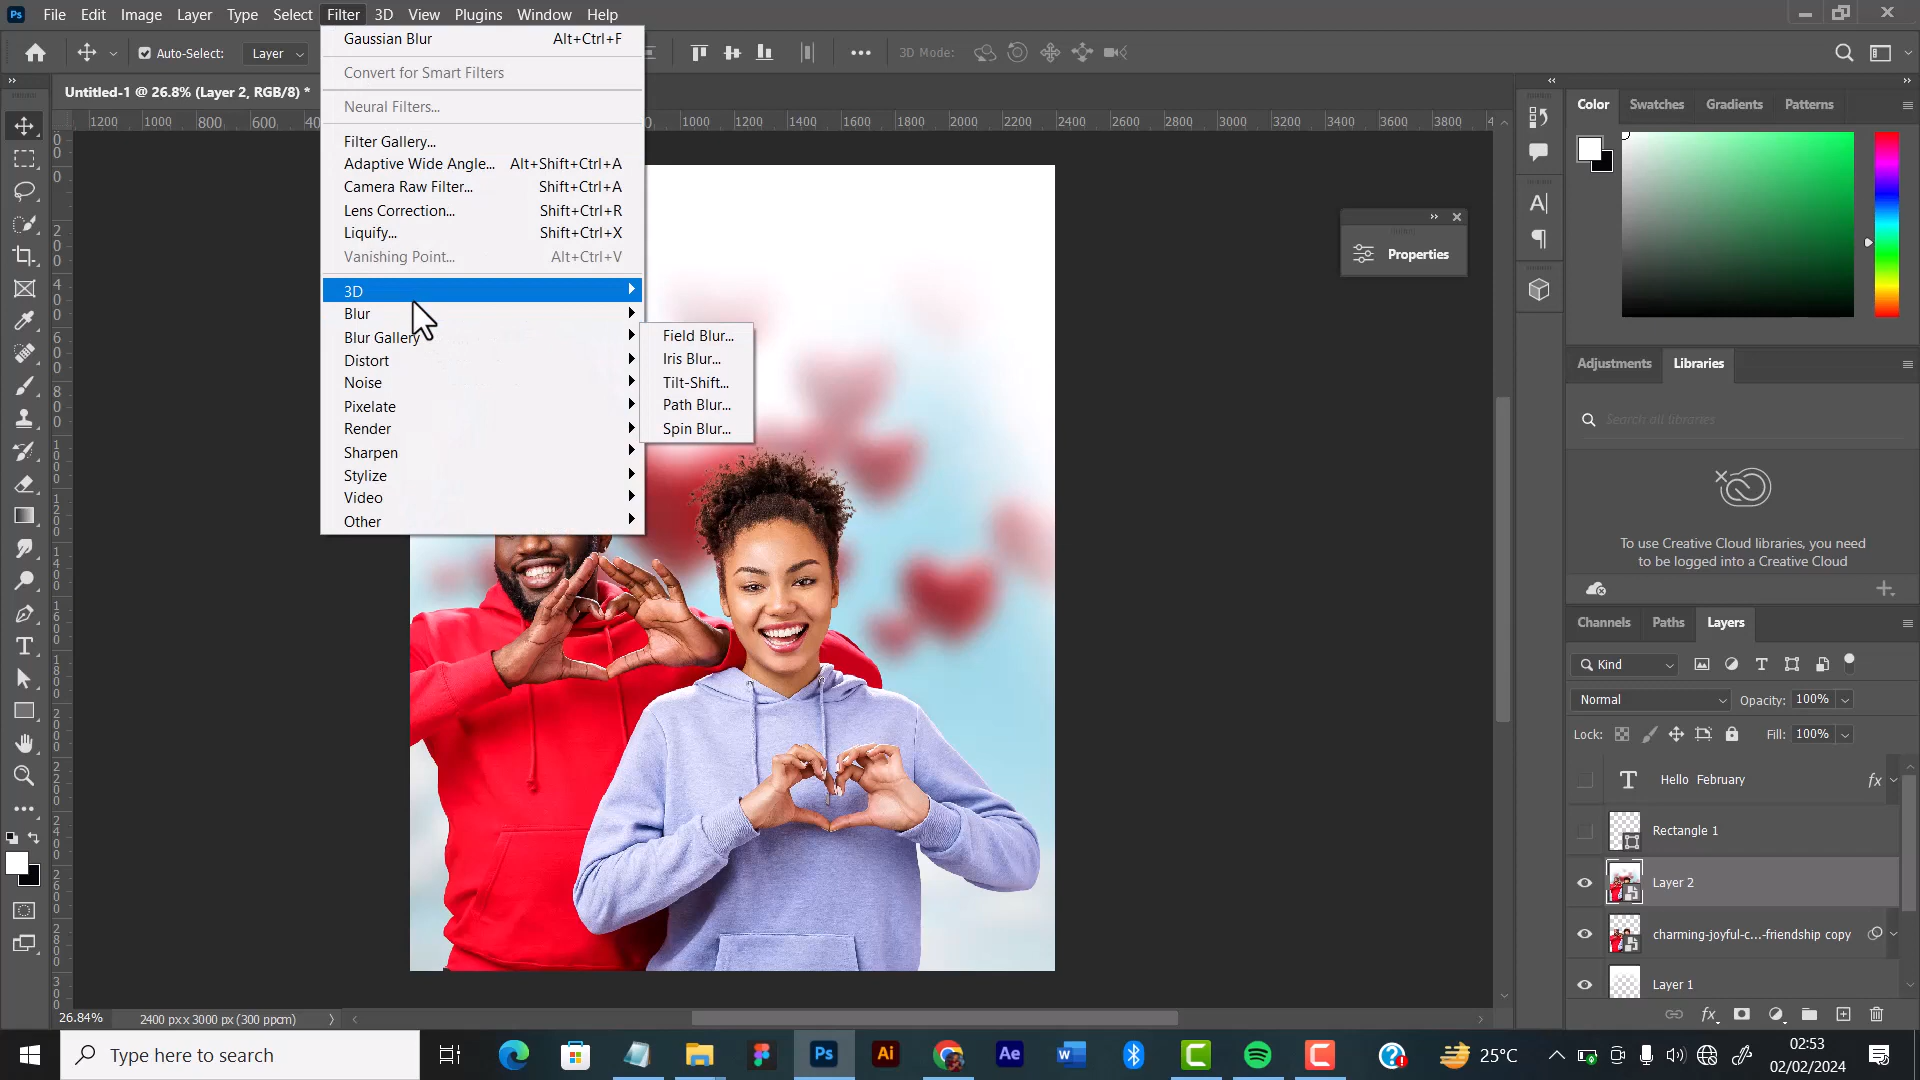 Ps File Edit Image Layer Type Select Filter 3D View Plugins Window Help
Auto-Select: Layer 3D Mode:
Untitled-1 @ 26.8% (Layer 2, RGB/8) *
1200 1000 800 600 1000 1200 1400 1600 1800 2000 2200 2400 2600 2800 3000 3200 3400 3600 3800
Gaussian Blur Alt+Ctrl+F
Convert for Smart Filters
Neural Filters...
Filter Gallery...
Adaptive Wide Angle... Alt+Shift+Ctrl+A
Camera Raw Filter... Shift+Ctrl+A
Lens Correction... Shift+Ctrl+R
Liquify... Shift+Ctrl+X
Vanishing Point... Alt+Ctrl+V
3D
Blur
Blur Gallery
Distort
Noise
Pixelate
Render
Sharpen
Stylize
Video
Other
Field Blur...
Iris Blur...
Tilt-Shift...
Path Blur...
Spin Blur...
Properties
Color Swatches Gradients Patterns
Adjustments Libraries
Search all libraries
To use Creative Cloud libraries, you need
to be logged into a Creative Cloud
Channels Paths Layers
Kind
Normal Opacity: 100%
Lock: Fill: 100%
T Hello February fx
Rectangle 1
Layer 2
charming-joyful-c...-friendship copy
Layer 1
26.84% 2400 px x 3000 px (300 ppcm)
Type here to search
Ps Ai Ae
25°C
02:53
02/02/2024